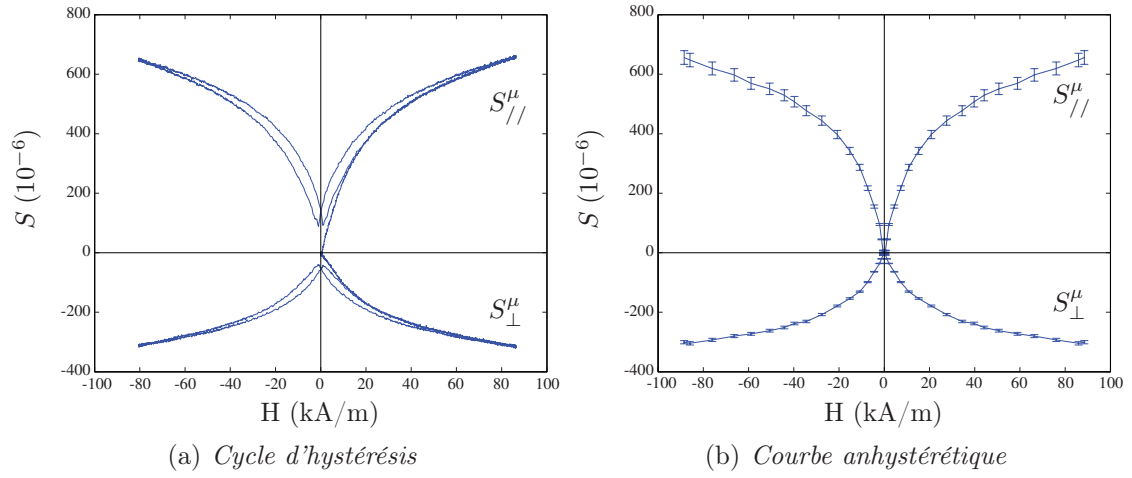 800
600
400
200
0
-200
-400
S (10⁻⁶)
-100 -80 -60 -40 -20 0 20 40 60 80 100
H (kA/m)
S^μ_//
S^μ_⊥
(a) Cycle d'hystérésis
800
600
400
200
0
-200
-400
S (10⁻⁶)
-100 -80 -60 -40 -20 0 20 40 60 80 100
H (kA/m)
S^μ_//
S^μ_⊥
(b) Courbe anhystérétique